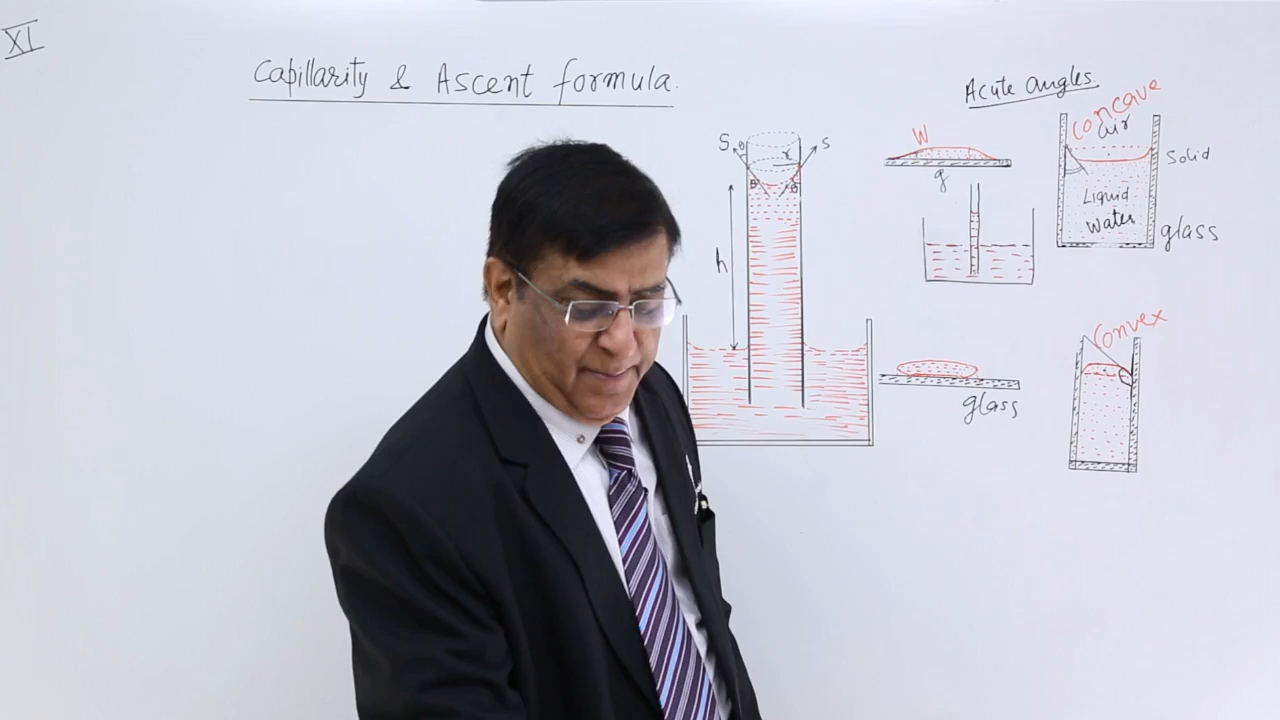 XI
Capillarity & Ascent formula.
Acute angles.
concave
air
Solid
Liquid
Water
glass
W
g
S
θ
r
S
θ
θ
h
glass
Convex